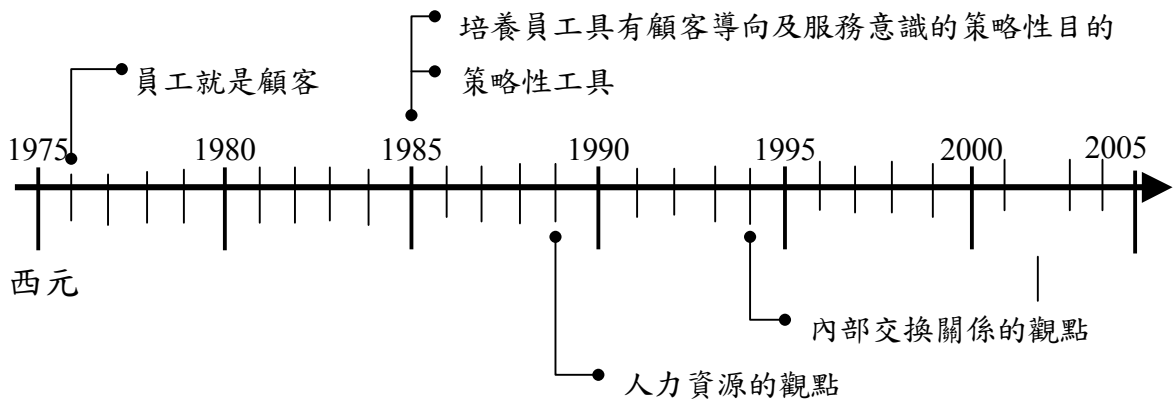 培養員工具有顧客導向及服務意識的策略性目的
員工就是顧客
策略性工具
1975 1980 1985 1990 1995 2000 2005
西元
內部交換關係的觀點
人力資源的觀點